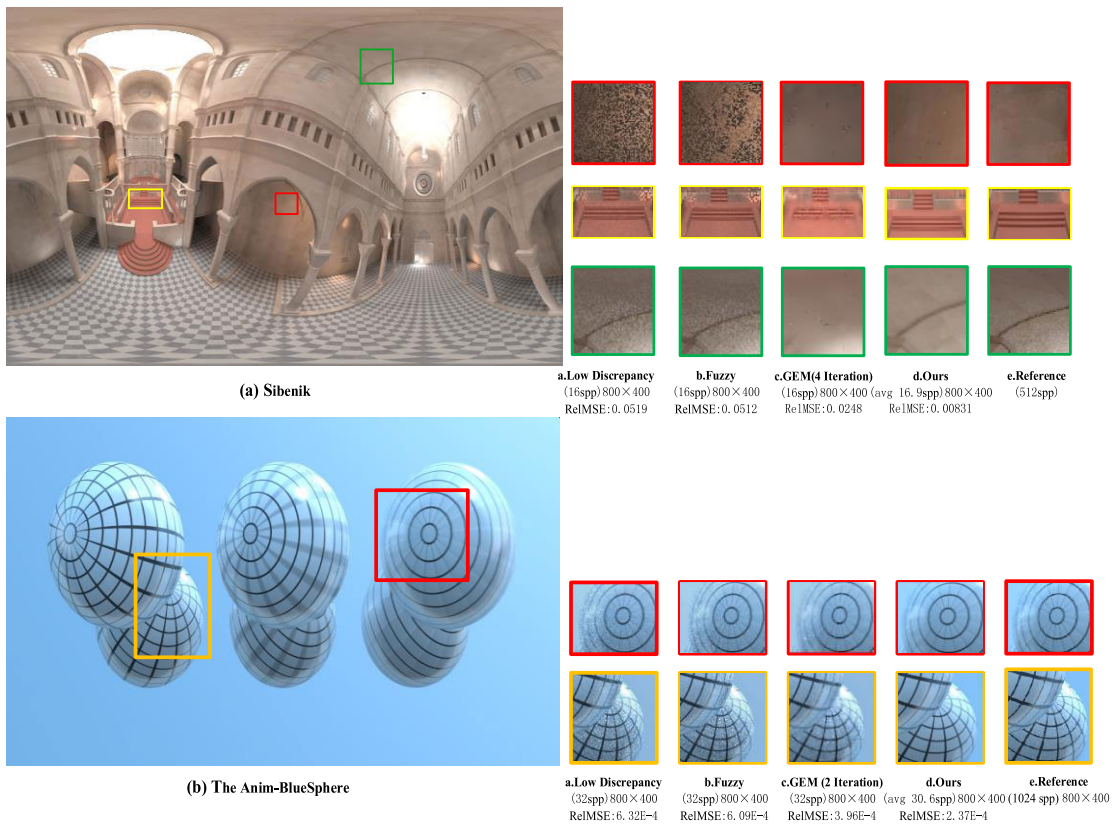 a.Low Discrepancy b.Fuzzy c.GEM(4 Iteration) d.Ours e.Reference
(16spp)800×400 (16spp)800×400 (16spp)800×400 (avg 16.9spp)800×400 (512spp)
RelMSE:0.0519 RelMSE:0.0512 RelMSE:0.0248 RelMSE:0.00831
(a) Sibenik
a.Low Discrepancy b.Fuzzy c.GEM (2 Iteration) d.Ours e.Reference
(32spp)800×400 (32spp)800×400 (32spp)800×400 (avg 30.6spp)800×400 (1024 spp) 800×400
RelMSE:6.32E-4 RelMSE:6.09E-4 RelMSE:3.96E-4 RelMSE:2.37E-4
(b) The Anim-BlueSphere